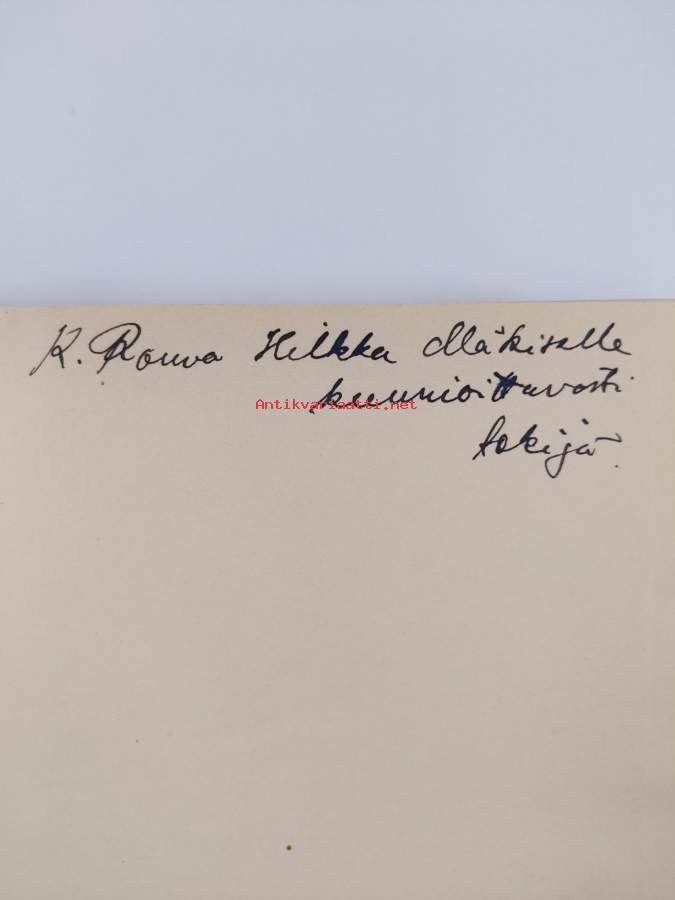 K. Rouva Hilkka Mäkiselle
kunnioittavasti
Antikvariaatti.net
tekijä.